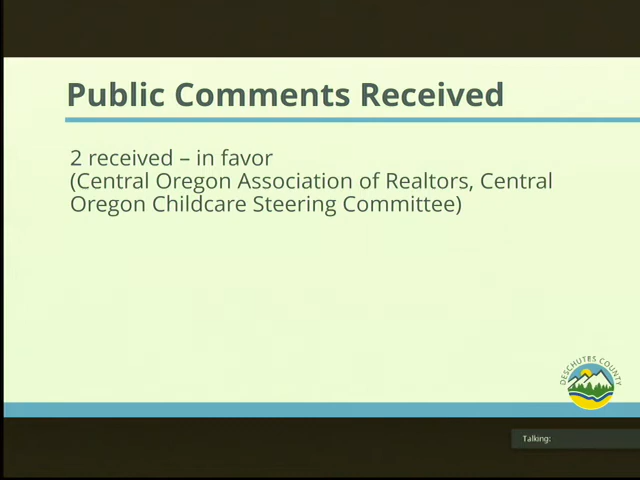 Public Comments Received
2 received – in favor
(Central Oregon Association of Realtors, Central
Oregon Childcare Steering Committee)
DESCHUTES COUNTY
Talking: